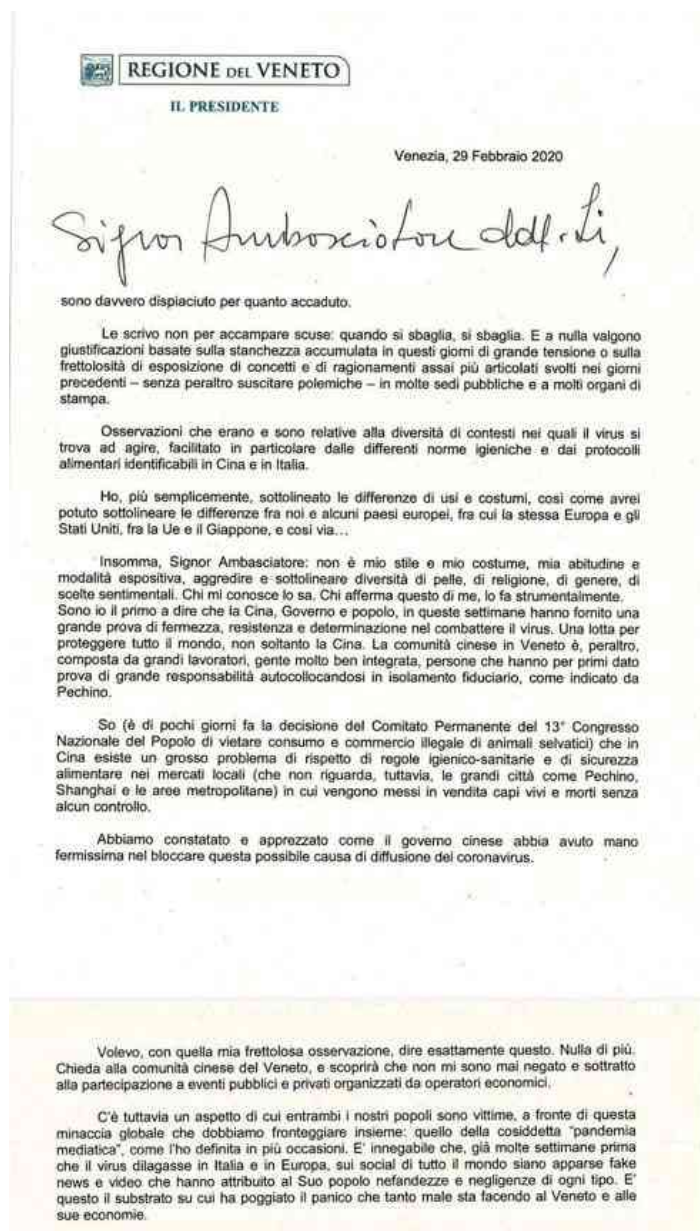 REGIONE DEL VENETO
IL PRESIDENTE
Venezia, 29 Febbraio 2020
Signor Ambasciatore dott. Li,
sono davvero dispiaciuto per quanto accaduto.
Le scrivo non per accampare scuse: quando si sbaglia, si sbaglia. E a nulla valgono
giustificazioni basate sulla stanchezza accumulata in questi giorni di grande tensione o sulla
frettolosità di esposizione di concetti e di ragionamenti assai più articolati svolti nei giorni
precedenti – senza peraltro suscitare polemiche – in molte sedi pubbliche e a molti organi di
stampa.
Osservazioni che erano e sono relative alla diversità di contesti nei quali il virus si
trova ad agire, facilitato in particolare dalle differenti norme igieniche e dai protocolli
alimentari identificabili in Cina e in Italia.
Ho, più semplicemente, sottolineato le differenze di usi e costumi, così come avrei
potuto sottolineare le differenze fra noi e alcuni paesi europei, fra cui la stessa Europa e gli
Stati Uniti, fra la Ue e il Giappone, e così via…
Insomma, Signor Ambasciatore: non è mio stile e mio costume, mia abitudine e
modalità espositiva, aggredire e sottolineare diversità di pelle, di religione, di genere, di
scelte sentimentali. Chi mi conosce lo sa. Chi afferma questo di me, lo fa strumentalmente.
Sono io il primo a dire che la Cina, Governo e popolo, in queste settimane hanno fornito una
grande prova di fermezza, resistenza e determinazione nel combattere il virus. Una lotta per
proteggere tutto il mondo, non soltanto la Cina. La comunità cinese in Veneto è, peraltro,
composta da grandi lavoratori, gente molto ben integrata, persone che hanno per primi dato
prova di grande responsabilità autocollocandosi in isolamento fiduciario, come indicato da
Pechino.
So (è di pochi giorni fa la decisione del Comitato Permanente del 13° Congresso
Nazionale del Popolo di vietare consumo e commercio illegale di animali selvatici) che in
Cina esiste un grosso problema di rispetto di regole igienico-sanitarie e di sicurezza
alimentare nei mercati locali (che non riguarda, tuttavia, le grandi città come Pechino,
Shanghai e le aree metropolitane) in cui vengono messi in vendita capi vivi e morti senza
alcun controllo.
Abbiamo constatato e apprezzato come il governo cinese abbia avuto mano
fermissima nel bloccare questa possibile causa di diffusione del coronavirus.
Volevo, con quella mia frettolosa osservazione, dire esattamente questo. Nulla di più.
Chieda alla comunità cinese del Veneto, e scoprirà che non mi sono mai negato e sottratto
alla partecipazione a eventi pubblici e privati organizzati da operatori economici.
C'è tuttavia un aspetto di cui entrambi i nostri popoli sono vittime, a fronte di questa
minaccia globale che dobbiamo fronteggiare insieme: quello della cosiddetta "pandemia
mediatica", come l'ho definita in più occasioni. E' innegabile che, già molte settimane prima
che il virus dilagasse in Italia e in Europa, sui social di tutto il mondo siano apparse fake
news e video che hanno attribuito al Suo popolo nefandezze e negligenze di ogni tipo. E'
questo il substrato su cui ha poggiato il panico che tanto male sta facendo al Veneto e alle
sue economie.